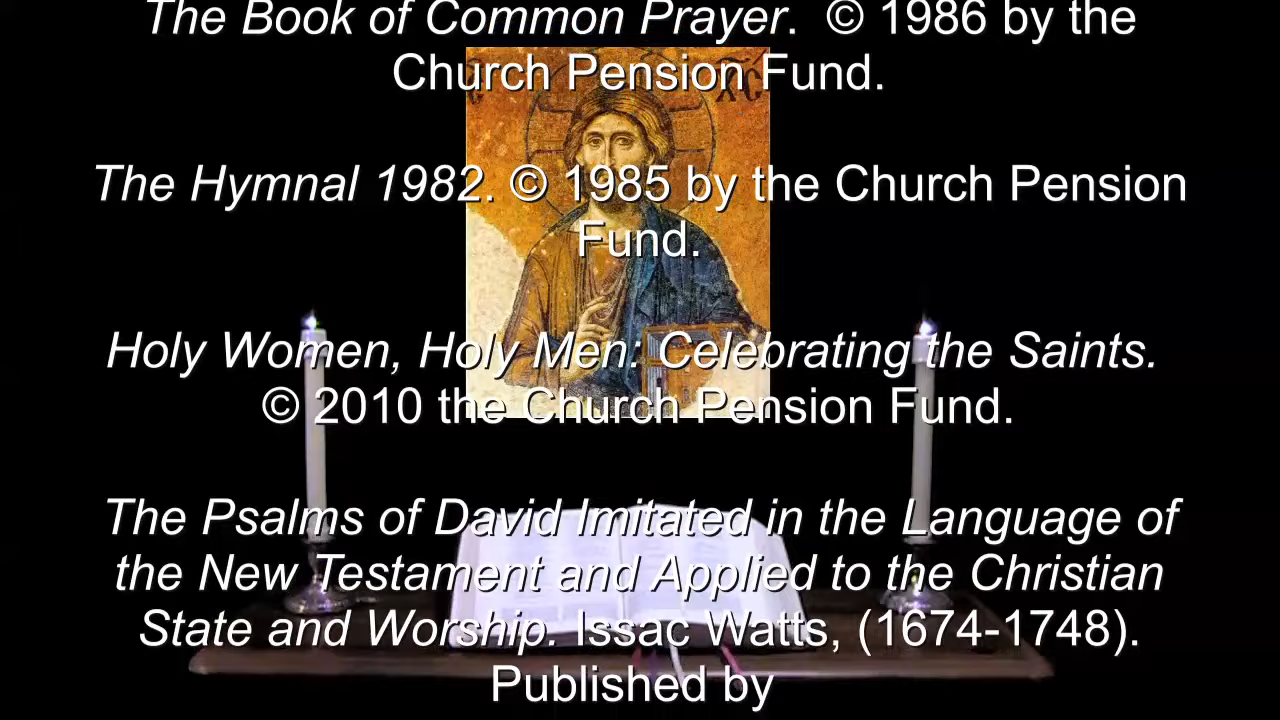 The Book of Common Prayer. © 1986 by the
Church Pension Fund.
The Hymnal 1982. © 1985 by the Church Pension
Fund.
Holy Women, Holy Men: Celebrating the Saints.
© 2010 the Church Pension Fund.
The Psalms of David Imitated in the Language of
the New Testament and Applied to the Christian
State and Worship. Issac Watts, (1674-1748).
Published by